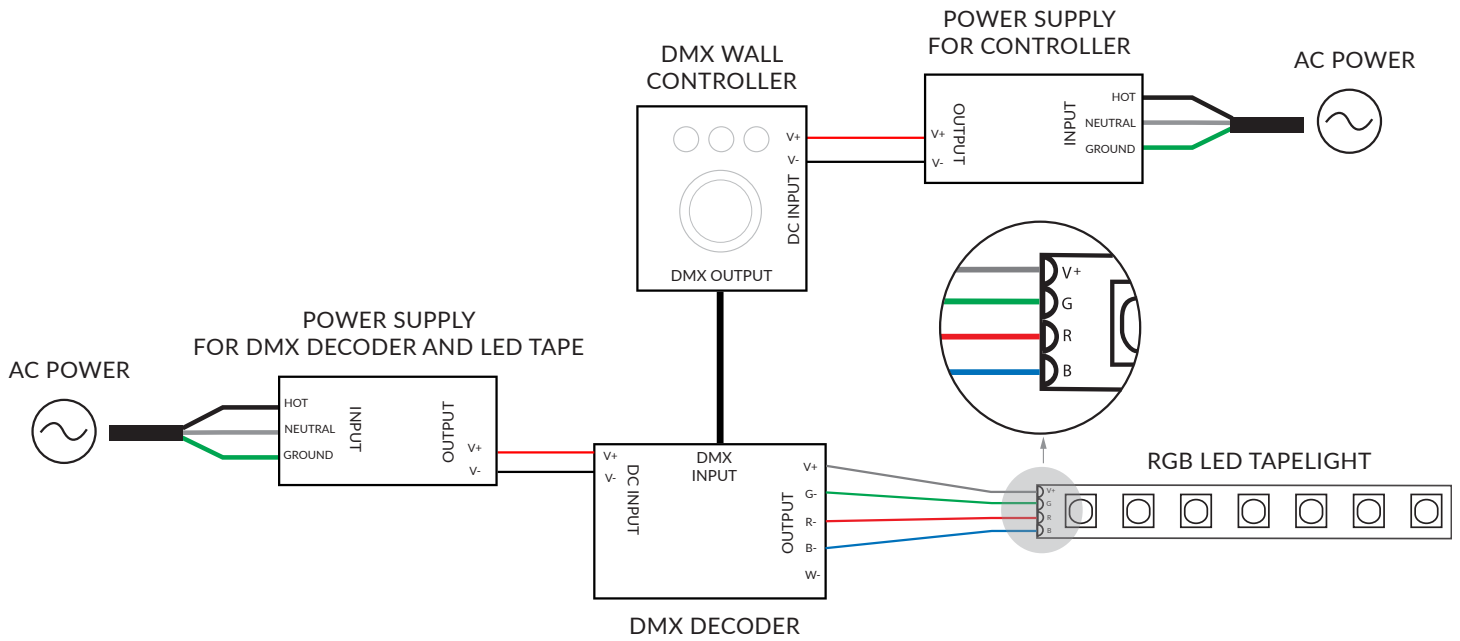 POWER SUPPLY
FOR CONTROLLER
AC POWER
DMX WALL
CONTROLLER
V+
V-
DC INPUT
DMX OUTPUT
V+
V-
OUTPUT
INPUT
HOT
NEUTRAL
GROUND
V+
G
R
B
POWER SUPPLY
FOR DMX DECODER AND LED TAPE
AC POWER
HOT
NEUTRAL
GROUND
INPUT
OUTPUT
V+
V-
V+
V-
DC INPUT
DMX
INPUT
OUTPUT
V+
G-
R-
B-
W-
DMX DECODER
RGB LED TAPELIGHT
V+
G
R
B